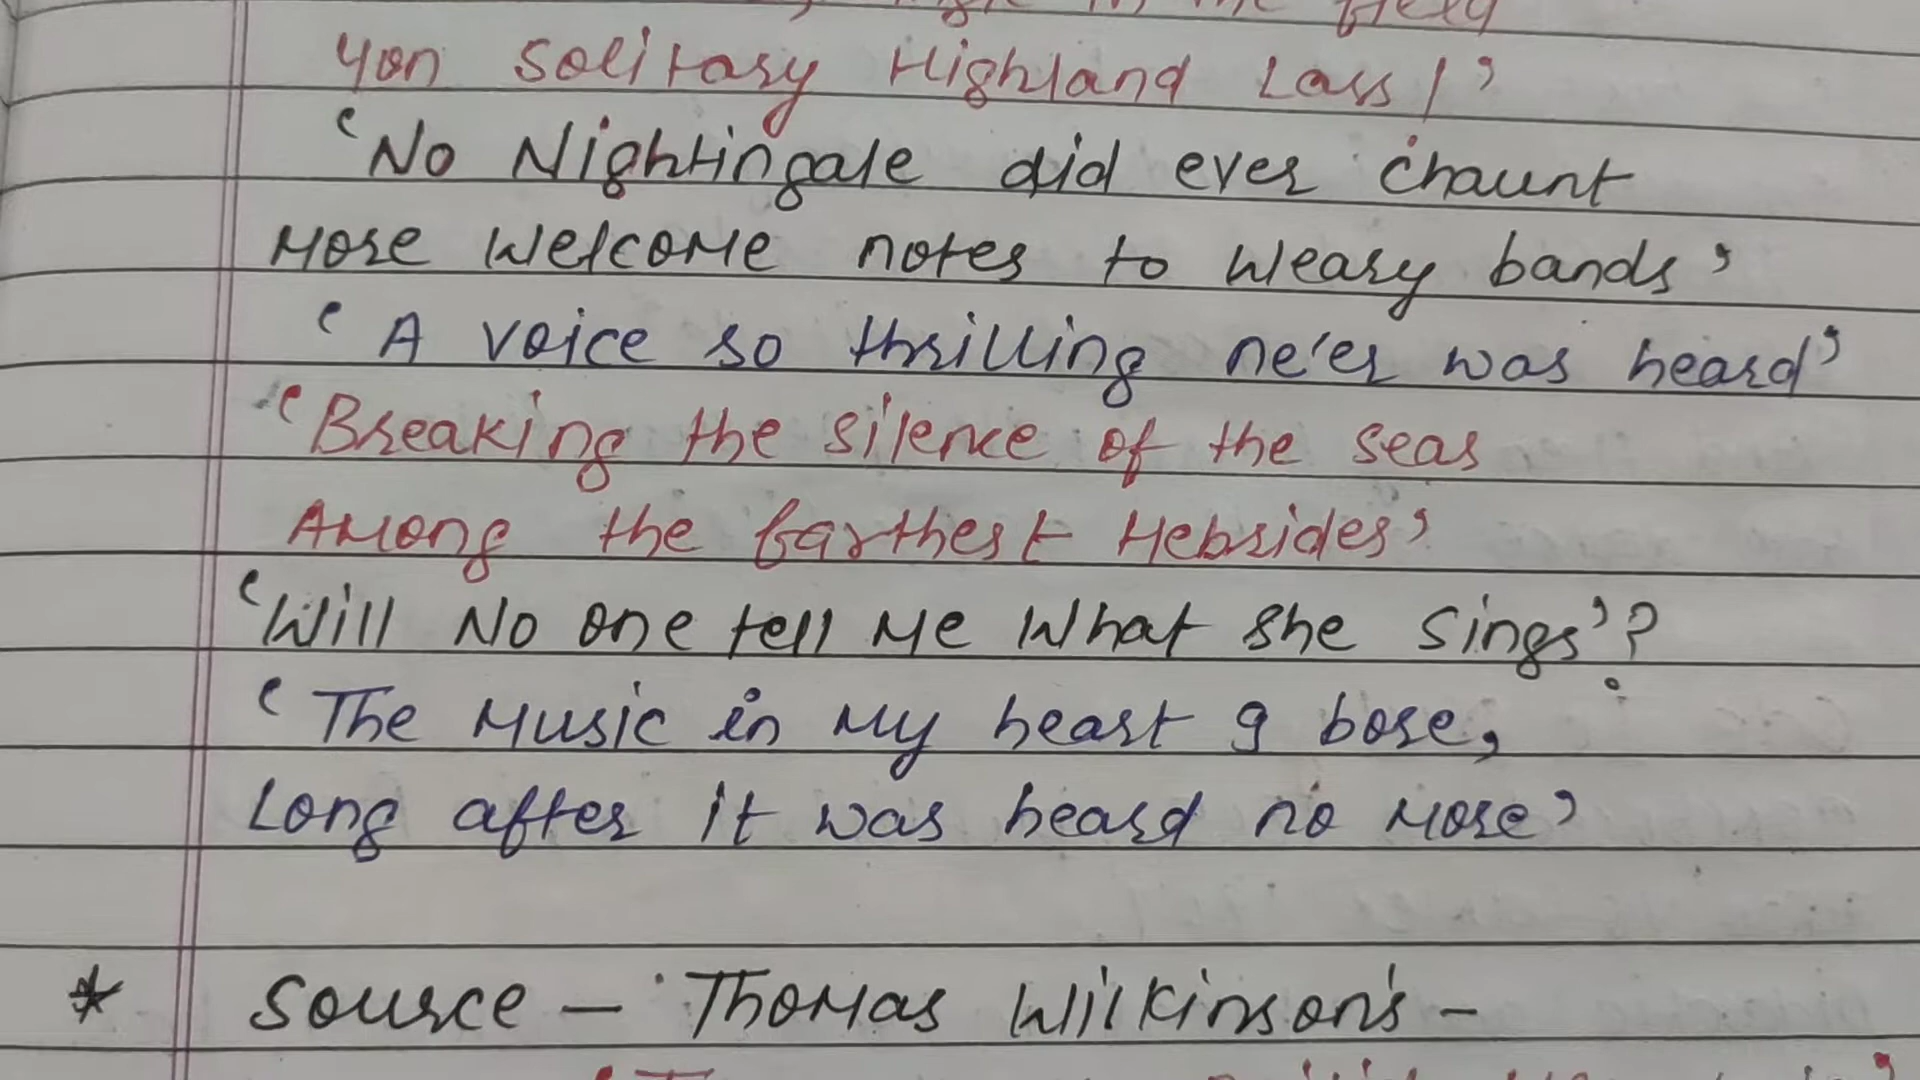 Yon Solitary Highland Lass!'
'No Nightingale did ever chaunt
More Welcome notes to Weary bands'
'A voice so thrilling ne'er was heard'
'Breaking the silence of the seas
Among the farthest Hebrides'
'Will No one tell Me What she sings'?
'The Music in My heart I bore,
Long after it was heard no More'
* Source - Thomas Wilkinson's -